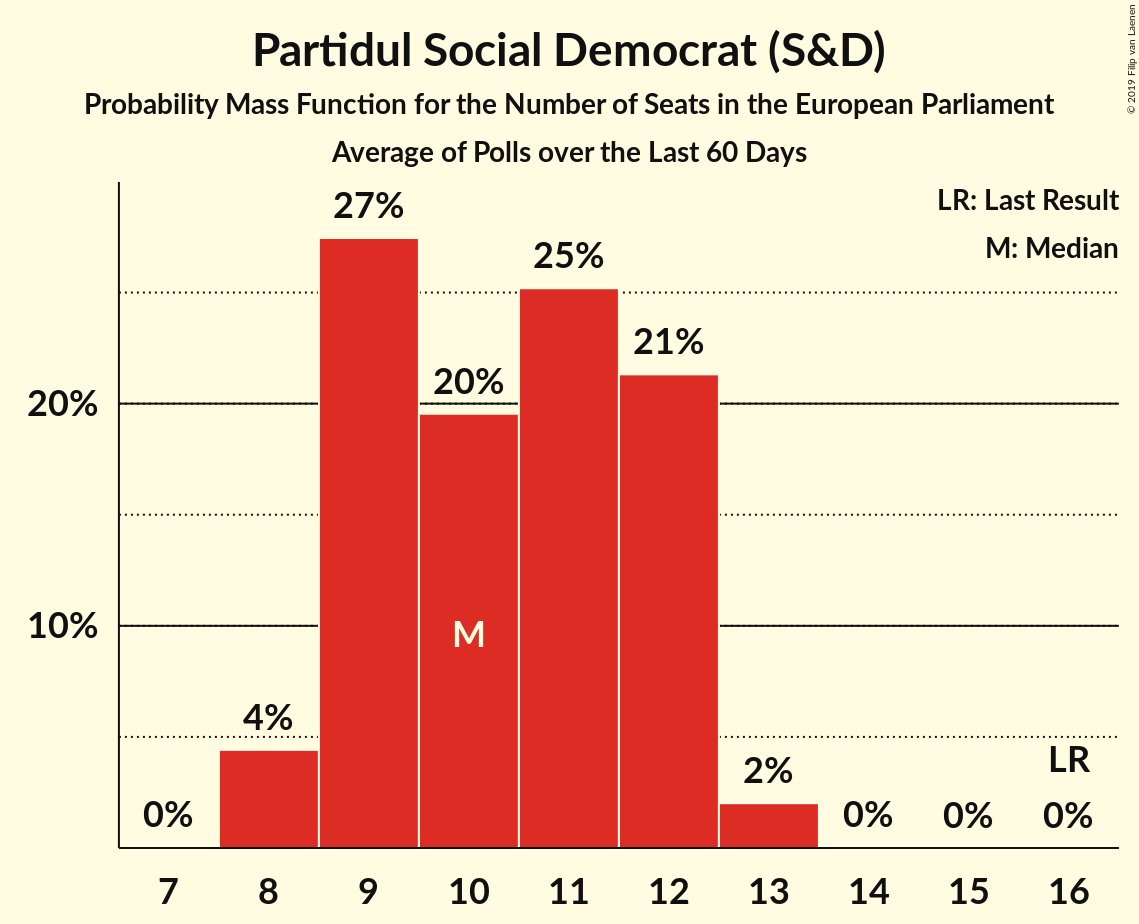 Partidul Social Democrat (S&D)
Probability Mass Function for the Number of Seats in the European Parliament
Average of Polls over the Last 60 Days
© 2019 Filip van Laenen
LR: Last Result
M: Median
27%
25%
21%
20%
20%
M
10%
4%
2%
LR
0%
0%
0%
0%
7 8 9 10 11 12 13 14 15 16